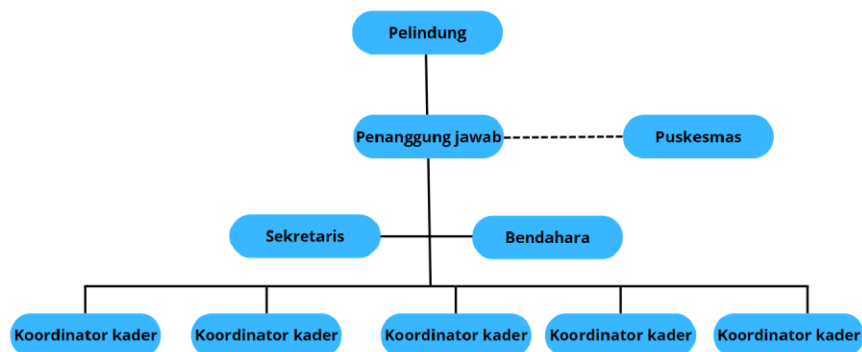 Pelindung
Penanggung jawab
Puskesmas
Sekretaris
Bendahara
Koordinator kader
Koordinator kader
Koordinator kader
Koordinator kader
Koordinator kader